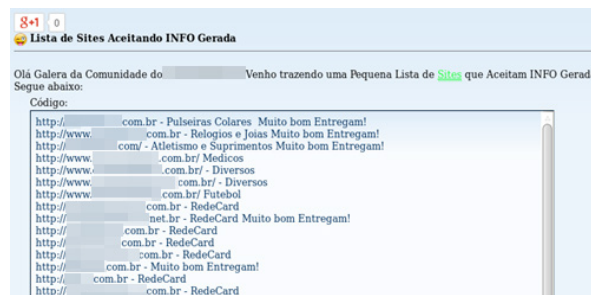 8+1 0
Lista de Sites Aceitando INFO Gerada
Olá Galera da Comunidade do Venho trazendo uma Pequena Lista de Sites que Aceitam INFO Gerad
Segue abaixo:
Código:
http:// com.br - Pulseiras Colares Muito bom Entregam!
http://www. com.br - Relogios e Joias Muito bom Entregam!
http:// com/ - Atletismo e Suprimentos Muito bom Entregam!
http://www. .com.br/ Medicos
http://www. .com.br/ - Diversos
http://www. com.br/ - Diversos
http://www. com.br/ Futebol
http:// com.br - RedeCard
http:// net.br - RedeCard Muito bom Entregam!
http:// .com.br - RedeCard
http:// com.br - RedeCard
http:// com.br - RedeCard
http:// .com.br - Muito bom Entregam!
http:// com.br - RedeCard
http:// com.br - RedeCard